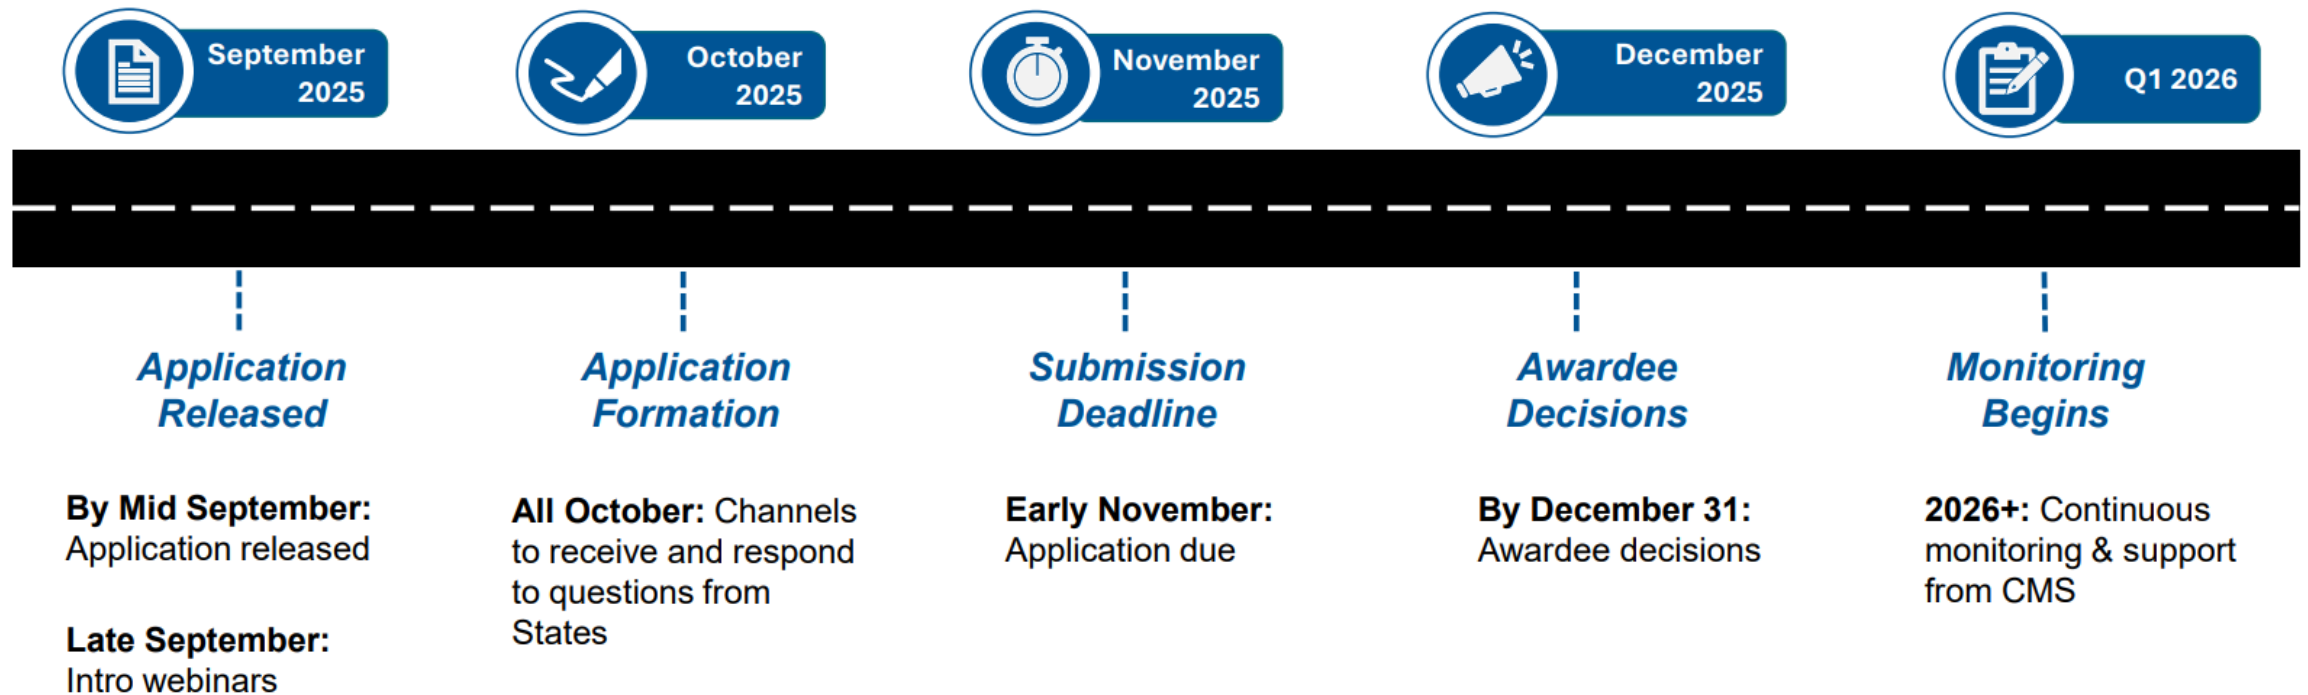 September
2025
October
2025
November
2025
December
2025
Q1 2026
Application
Released
Application
Formation
Submission
Deadline
Awardee
Decisions
Monitoring
Begins
By Mid September:
Application released
Late September:
Intro webinars
All October: Channels
to receive and respond
to questions from
States
Early November:
Application due
By December 31:
Awardee decisions
2026+: Continuous
monitoring & support
from CMS